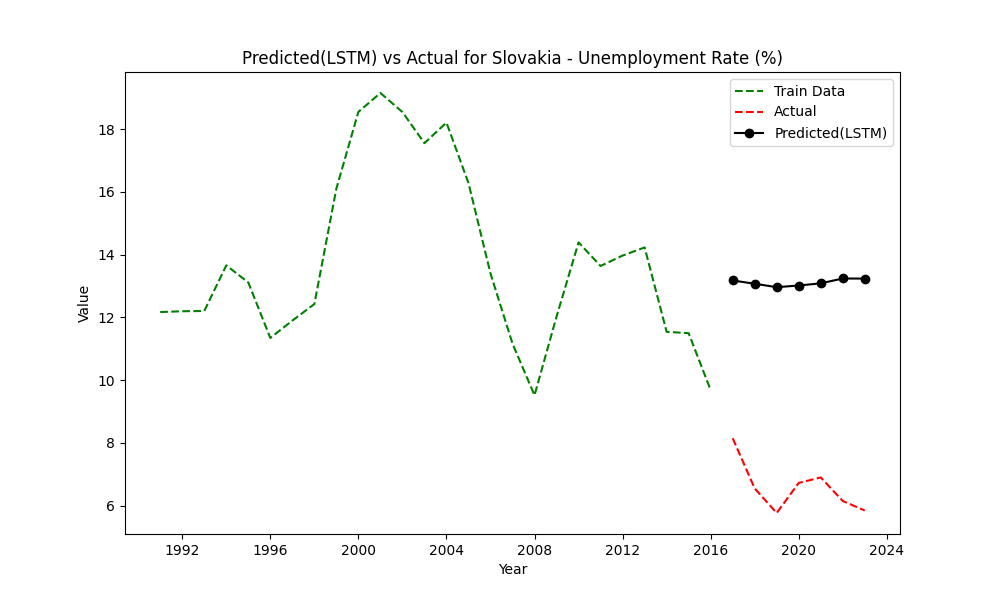 Predicted(LSTM) vs Actual for Slovakia - Unemployment Rate (%)
Train Data
Actual
Predicted(LSTM)
Value
18
16
14
12
10
8
6
1992 1996 2000 2004 2008 2012 2016 2020 2024
Year